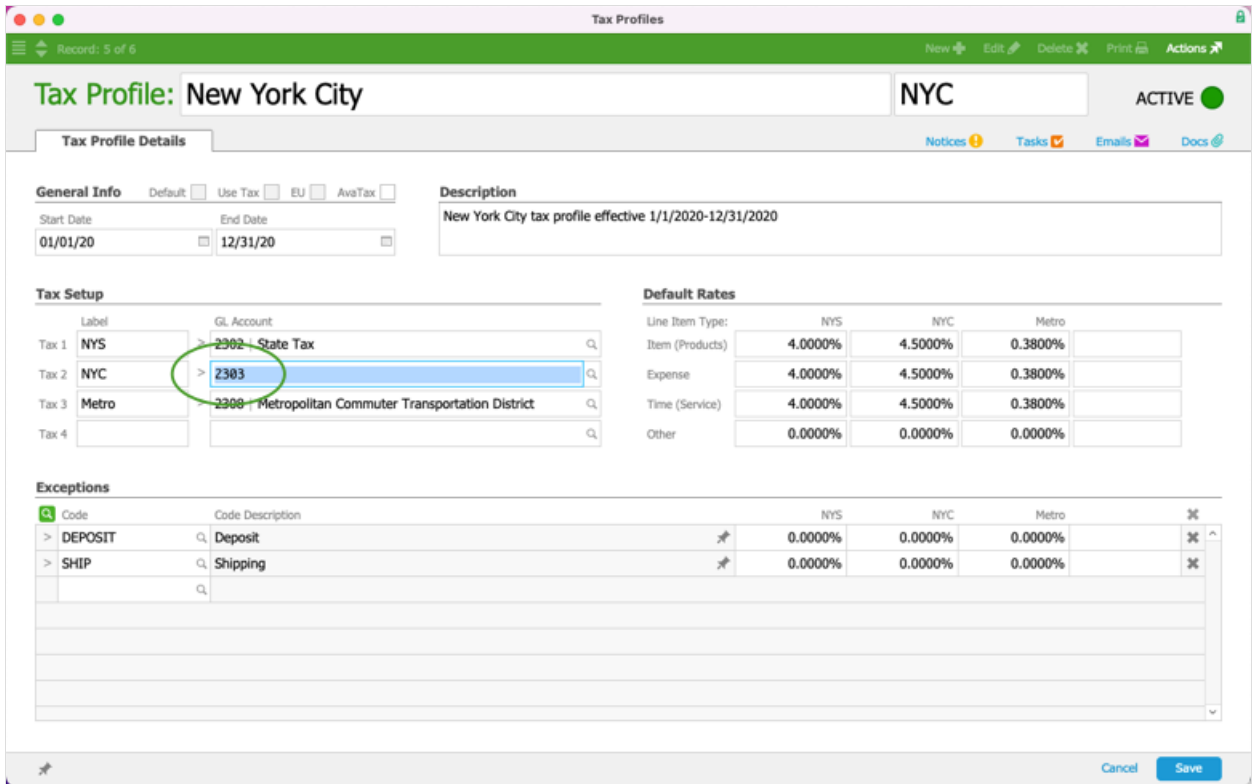 Tax Profiles
Record: 5 of 6 New Edit Delete Print Actions
Tax Profile: New York City NYC ACTIVE
Tax Profile Details Notices Tasks Emails Docs
General Info Default Use Tax EU AvaTax Description
Start Date End Date New York City tax profile effective 1/1/2020-12/31/2020
01/01/20 12/31/20
Tax Setup Default Rates
Label GL Account Line Item Type: NYS NYC Metro
Tax 1 NYS > 2302 State Tax Item (Products) 4.0000% 4.5000% 0.3800%
Tax 2 NYC > 2303 Expense 4.0000% 4.5000% 0.3800%
Tax 3 Metro > 2308 Metropolitan Commuter Transportation District Time (Service) 4.0000% 4.5000% 0.3800%
Tax 4 Other 0.0000% 0.0000% 0.0000%
Exceptions
Code Code Description NYS NYC Metro
> DEPOSIT Deposit 0.0000% 0.0000% 0.0000%
> SHIP Shipping 0.0000% 0.0000% 0.0000%
Cancel Save